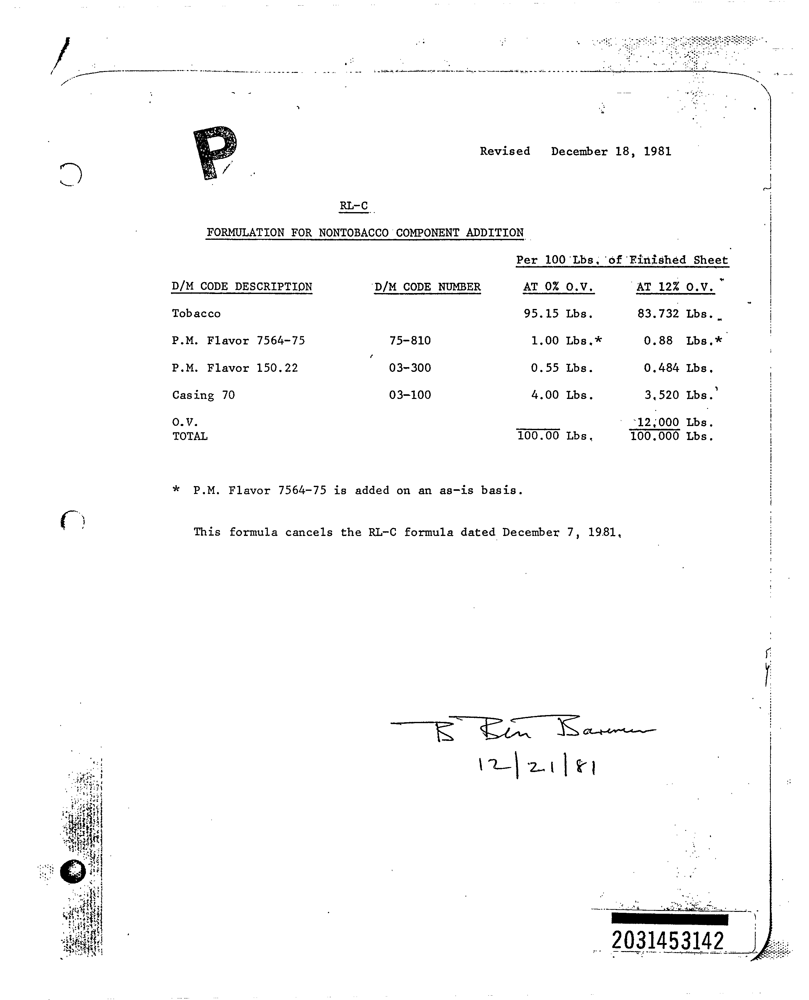 P
Revised December 18, 1981
RL-C
FORMULATION FOR NONTOBACCO COMPONENT ADDITION
Per 100 Lbs. of Finished Sheet
D/M CODE DESCRIPTION D/M CODE NUMBER AT 0% O.V. AT 12% O.V.
Tobacco 95.15 Lbs. 83.732 Lbs.
P.M. Flavor 7564-75 75-810 1.00 Lbs.* 0.88 Lbs.*
P.M. Flavor 150.22 03-300 0.55 Lbs. 0.484 Lbs.
Casing 70 03-100 4.00 Lbs. 3.520 Lbs.
O.V. 12.000 Lbs.
TOTAL 100.00 Lbs. 100.000 Lbs.
* P.M. Flavor 7564-75 is added on an as-is basis.
This formula cancels the RL-C formula dated December 7, 1981.
B Ben
12/21/81
2031453142